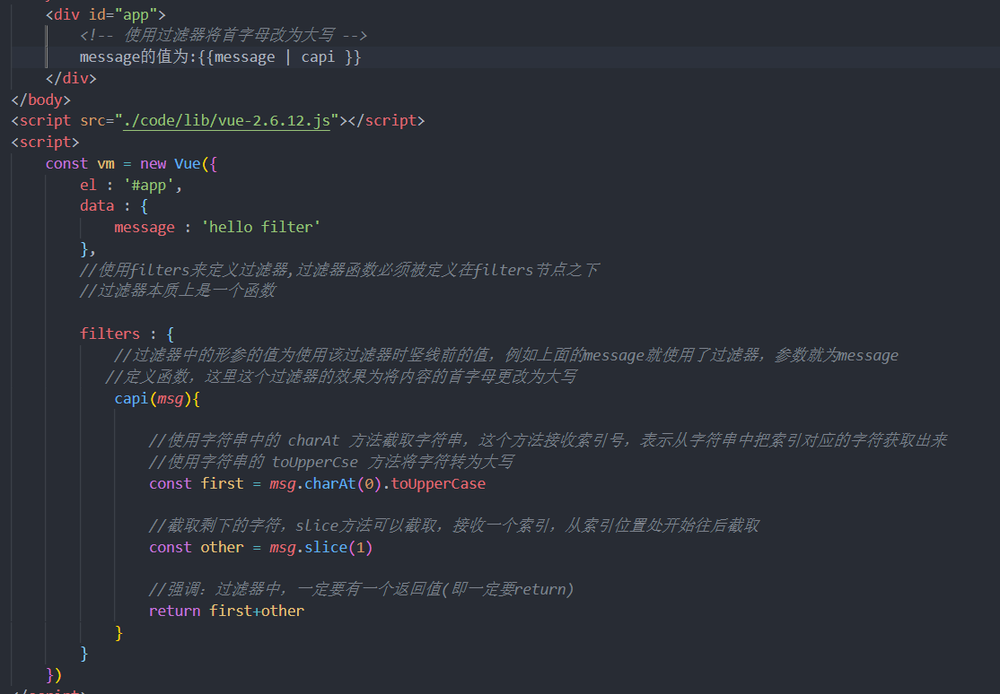 <div id="app">
<!-- 使用过滤器将首字母改为大写 -->
message的值为:{{message | capi }}
</div>
</body>
<script src="./code/lib/vue-2.6.12.js"></script>
<script>
const vm = new Vue({
el : '#app',
data : {
message : 'hello filter'
},
//使用filters来定义过滤器,过滤器函数必须被定义在filters节点之下
//过滤器本质上是一个函数
filters : {
//过滤器中的形参的值为使用该过滤器时竖线前的值，例如上面的message就使用了过滤器，参数就为message
//定义函数，这里这个过滤器的效果为将内容的首字母更改为大写
capi(msg){
//使用字符串中的 charAt 方法截取字符串，这个方法接收索引号，表示从字符串中把索引对应的字符获取出来
//使用字符串的 toUpperCse 方法将字符转为大写
const first = msg.charAt(0).toUpperCase
//截取剩下的字符，slice方法可以截取，接收一个索引，从索引位置处开始往后截取
const other = msg.slice(1)
//强调：过滤器中，一定要有一个返回值(即一定要return)
return first+other
}
}
})
</script>